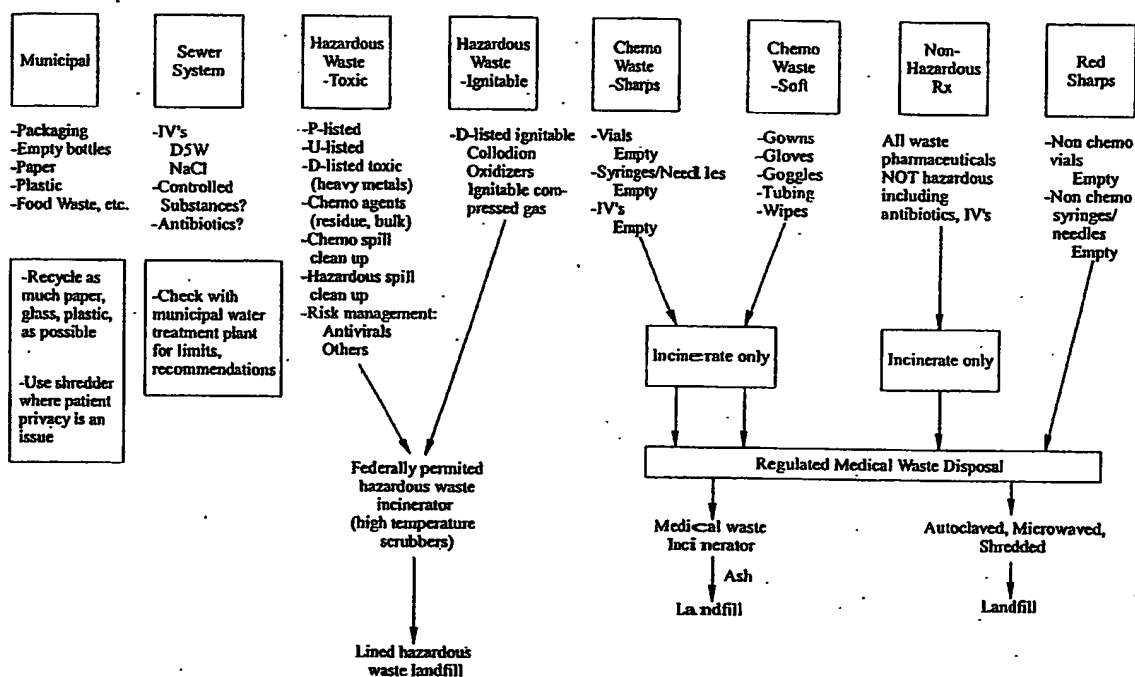 Municipal
Sewer
System
Hazardous
Waste
-Toxic
Hazardous
Waste
-Ignitable
Chemo
Waste
-Sharps
Chemo
Waste
-Soft
Non-
Hazardous
Rx
Red
Sharps
-Packaging
-Empty bottles
-Paper
-Plastic
-Food Waste, etc.
-IV's
D5W
NaCl
-Controlled
Substances?
-Antibiotics?
-P-listed
-U-listed
-D-listed toxic
(heavy metals)
-Chemo agents
(residue, bulk)
-Chemo spill
clean up
-Hazardous spill
clean up
-Risk management:
Antivirals
Others
-D-listed ignitable
Collodion
Oxidizers
Ignitable com-
pressed gas
-Vials
Empty
-Syringes/Needles
Empty
-IV's
Empty
-Gowns
-Gloves
-Goggles
-Tubing
-Wipes
All waste
pharmaceuticals
NOT hazardous
including
antibiotics, IV's
-Non chemo
vials
Empty
-Non chemo
syringes/
needles
Empty
-Recycle as
much paper,
glass, plastic,
as possible
-Use shredder
where patient
privacy is an
issue
-Check with
municipal water
treatment plant
for limits,
recommendations
Incinerate only
Incinerate only
Regulated Medical Waste Disposal
Federally permitted
hazardous waste
incinerator
(high temperature
scrubbers)
Lined hazardous
waste landfill
Medical waste
Incinerator
Ash
Landfill
Autoclaved, Microwaved,
Shredded
Landfill